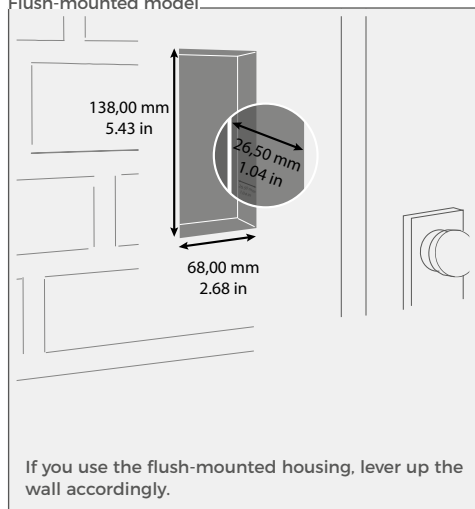 Flush-mounted model
138,00 mm
5.43 in
26,50 mm
1.04 in
68,00 mm
2.68 in
If you use the flush-mounted housing, lever up the
wall accordingly.